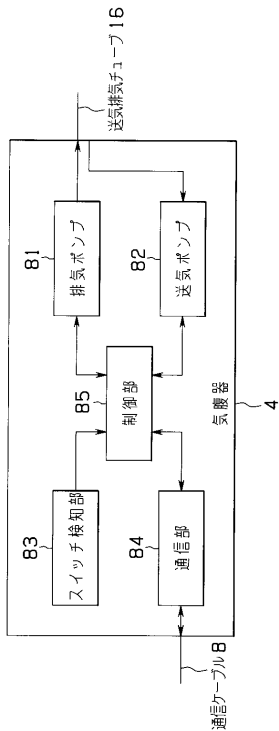 送気排気チューブ 16
81
排気ポンプ
82
送気ポンプ
85
制御部
83
スイッチ検知部
84
通信部
気腹器
4
通信ケーブル 8